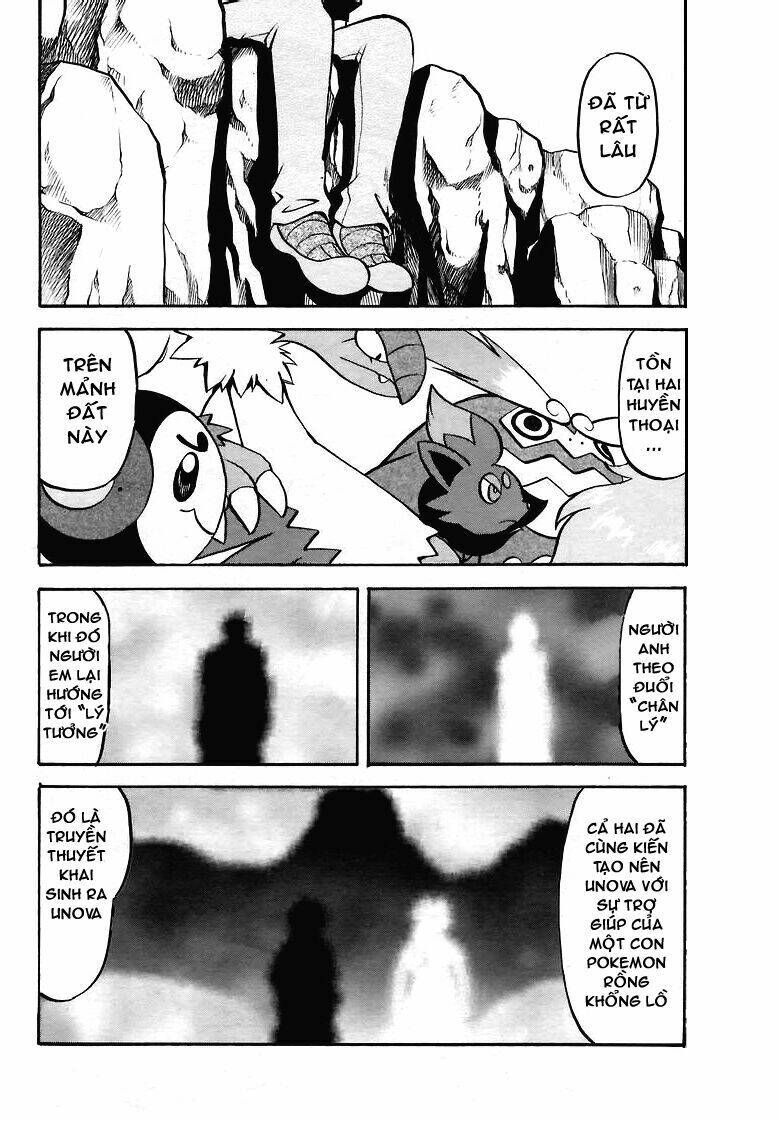 ĐÃ TỪ
RẤT
LÂU
TỒN
TẠI HAI
HUYỀN
THOẠI
...
TRÊN
MẢNH
ĐẤT
NÀY
NGƯỜI
ANH
THEO
ĐUỔI
"CHÂN
LÝ"
TRONG
KHI ĐÓ
NGƯỜI
EM LẠI
HƯỚNG
TỚI "LÝ
TƯỞNG"
CẢ HAI ĐÃ
CÙNG KIẾN
TẠO NÊN
UNOVA VỚI
SỰ TRỢ
GIÚP CỦA
MỘT CON
POKEMON
RỒNG
KHỔNG LỒ
ĐÓ LÀ
TRUYỀN
THUYẾT
KHAI
SINH RA
UNOVA